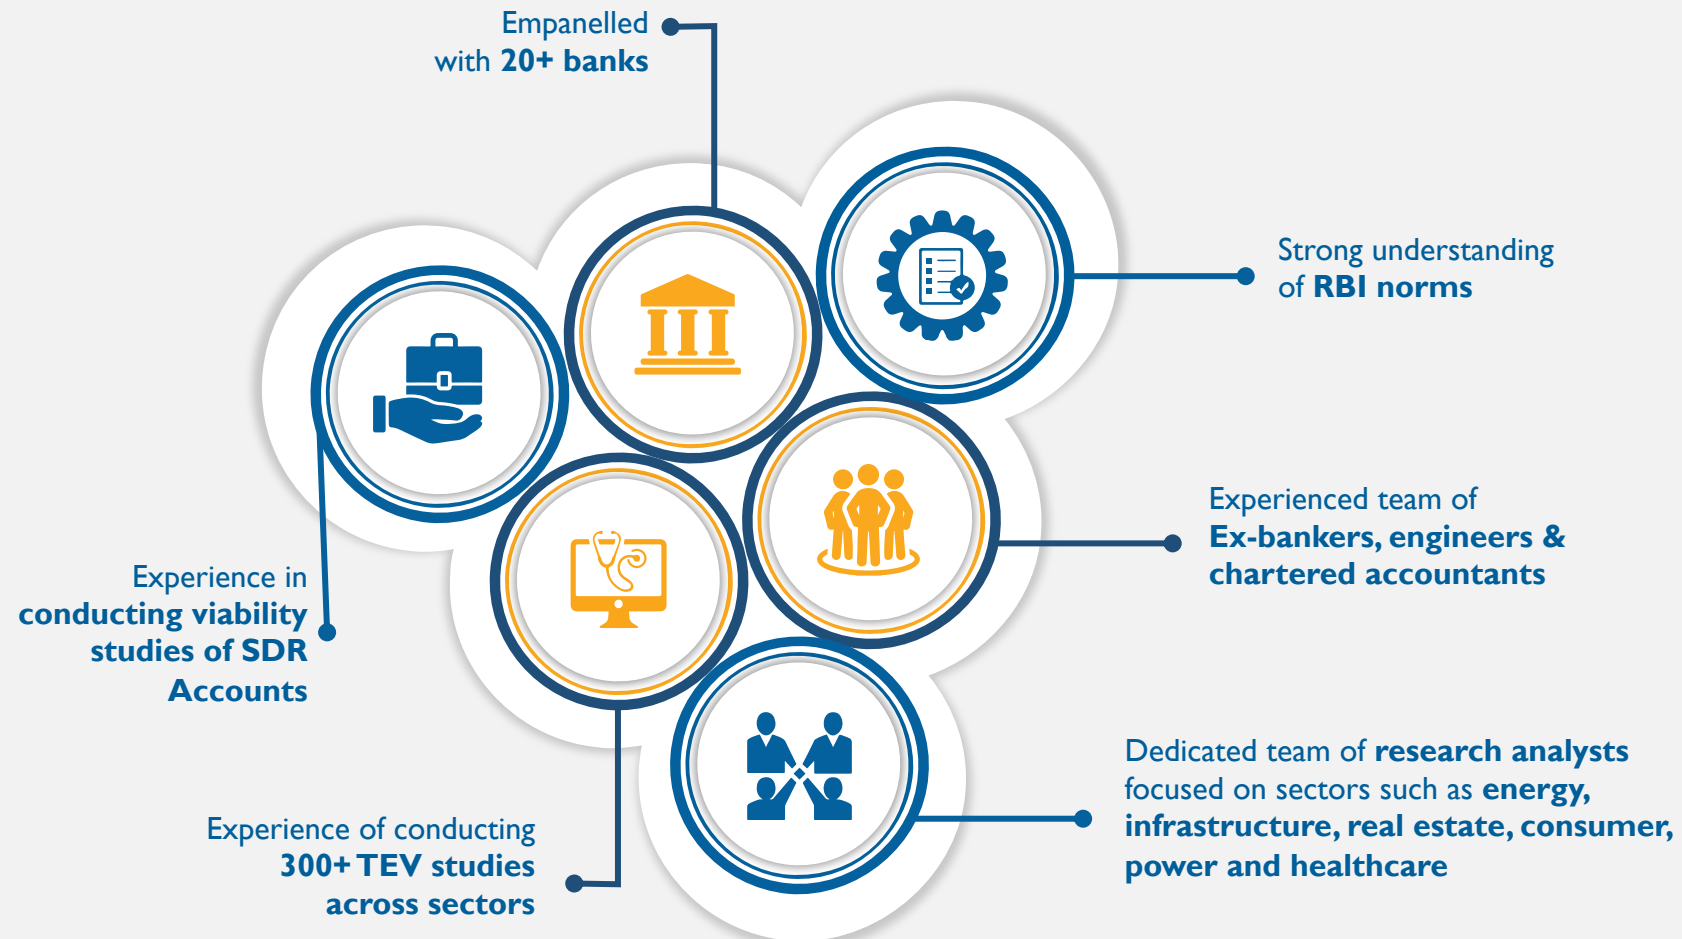 Empanelled
with 20+ banks
Strong understanding
of RBI norms
Experienced team of
Ex-bankers, engineers &
chartered accountants
Experience in
conducting viability
studies of SDR
Accounts
Dedicated team of research analysts
focused on sectors such as energy,
infrastructure, real estate, consumer,
power and healthcare
Experience of conducting
300+ TEV studies
across sectors